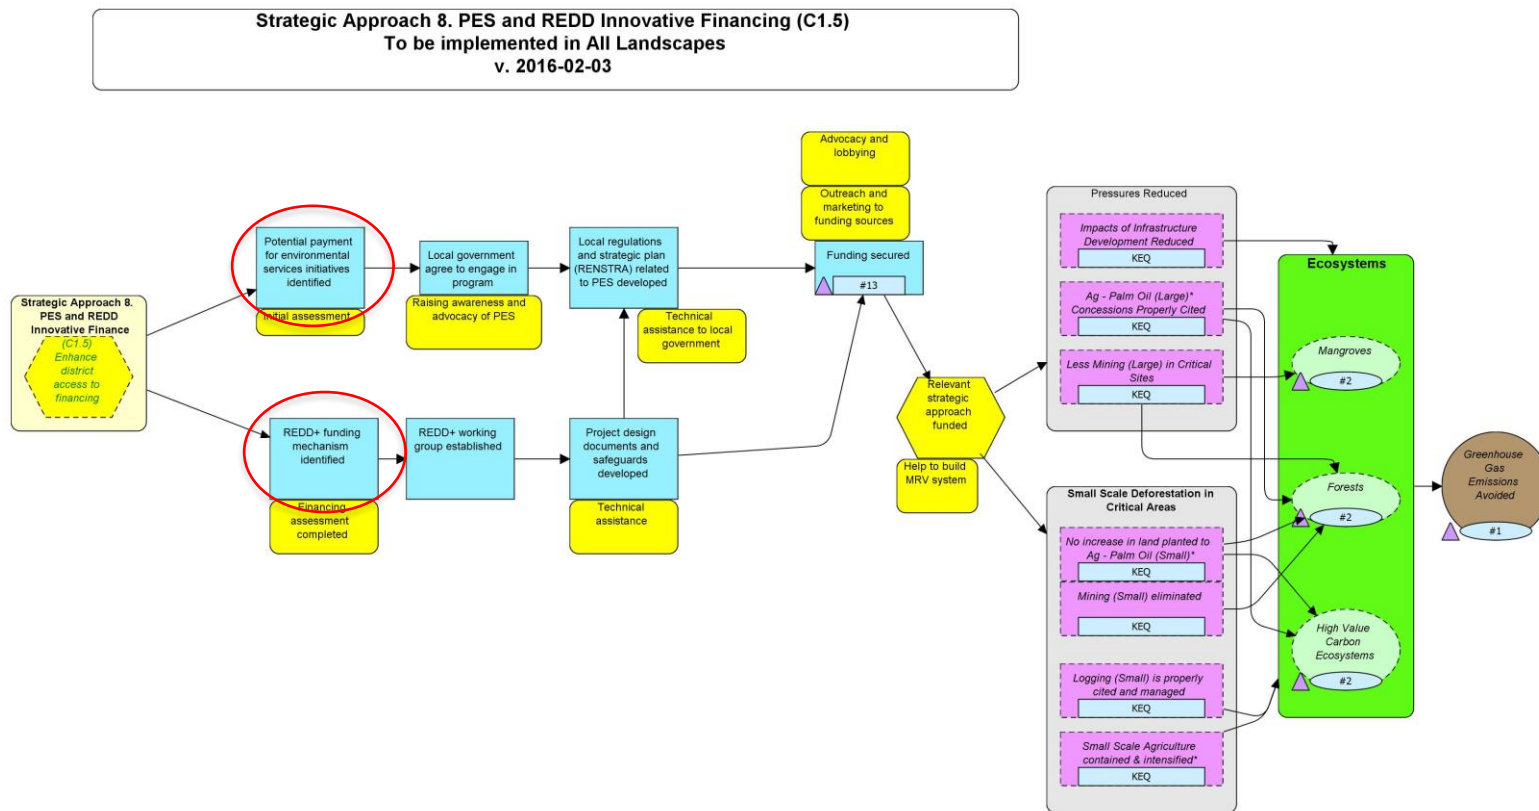 Strategic Approach 8. PES and REDD Innovative Financing (C1.5)
To be implemented in All Landscapes
v. 2016-02-03
Strategic Approach 8.
PES and REDD
Innovative Finance
(C1.5)
Enhance
district
access to
financing
Potential payment
for environmental
services initiatives
identified
Initial assessment
Local government
agree to engage in
program
Raising awareness and
advocacy of PES
Local regulations
and strategic plan
(RENSTRA) related
to PES developed
Technical
assistance to local
government
Advocacy and
lobbying
Outreach and
marketing to
funding sources
Funding secured
#13
REDD+ funding
mechanism
identified
Financing
assessment
completed
REDD+ working
group established
Project design
documents and
safeguards
developed
Technical
assistance
Relevant
strategic
approach
funded
Help to build
MRV system
Pressures Reduced
Impacts of Infrastructure
Development Reduced
KEQ
Ag - Palm Oil (Large)*
Concessions Properly Cited
KEQ
Less Mining (Large) in Critical
Sites
KEQ
Small Scale Deforestation in
Critical Areas
No increase in land planted to
Ag - Palm Oil (Small)*
KEQ
Mining (Small) eliminated
KEQ
Logging (Small) is properly
cited and managed
KEQ
Small Scale Agriculture
contained & intensified*
KEQ
Ecosystems
Mangroves
#2
Forests
#2
High Value
Carbon
Ecosystems
#2
Greenhouse
Gas
Emissions
Avoided
#1